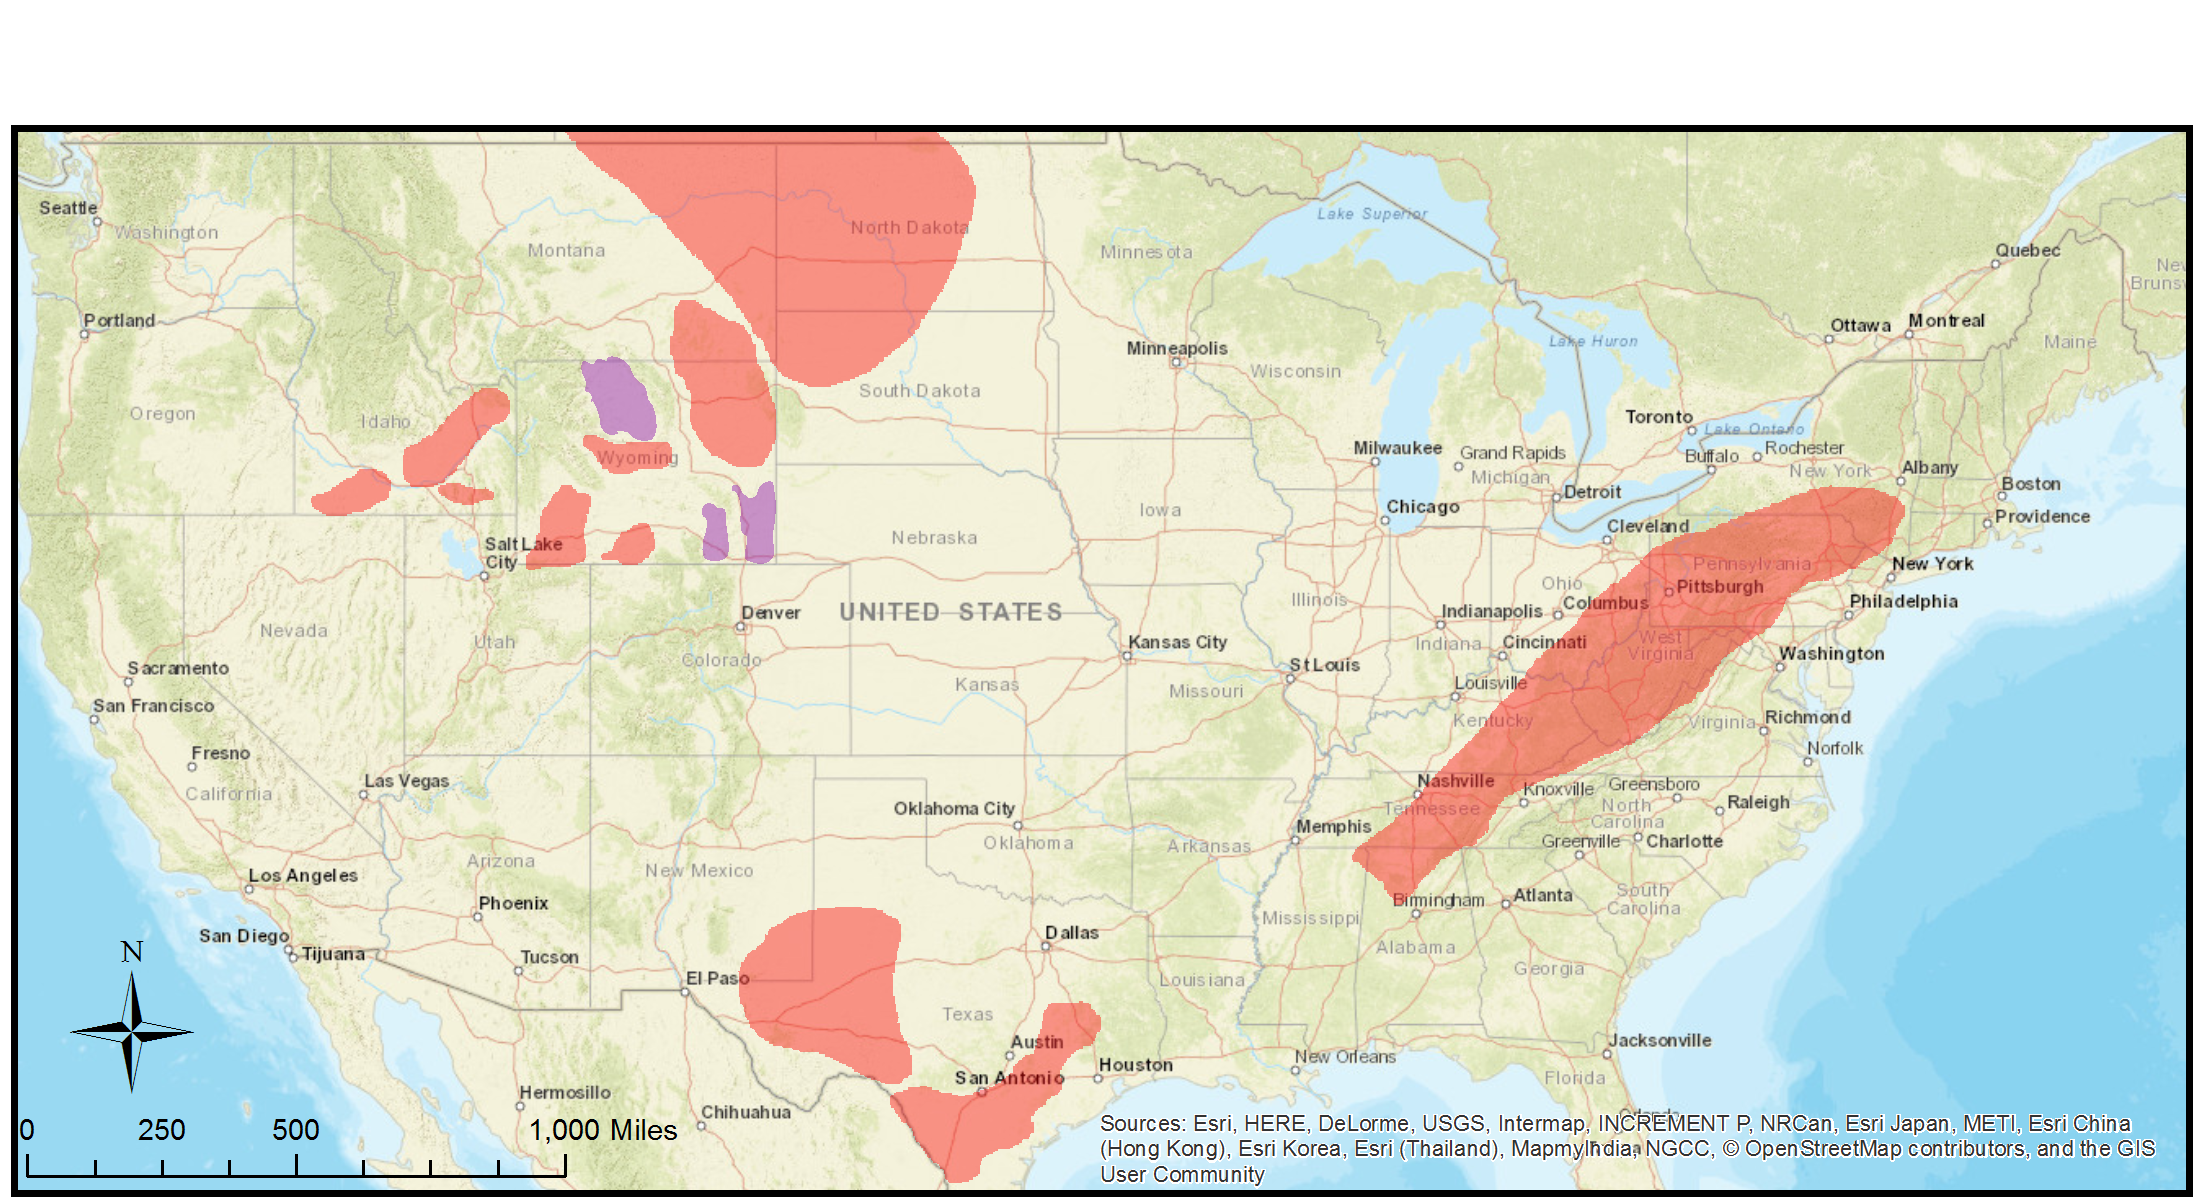 Lake Superior
Seattle
Washington
North Dakota
Montana
Minnesota
Quebec
New
Bruns
Portland
Ottawa
Montreal
Lake Huron
Maine
Minneapolis
Wisconsin
South Dakota
Oregon
Idaho
Toronto
Lake Ontario
Milwaukee
Grand Rapids
Michigan
Buffalo
Rochester
New York
Albany
Wyoming
Detroit
Boston
Chicago
Iowa
Providence
Cleveland
Nebraska
Salt Lake
City
Pennsylvania
New York
Ohio
Pittsburgh
Illinois
Indianapolis
Columbus
Philadelphia
Denver
UNITED STATES
Nevada
Utah
Kansas City
Indiana
Cincinnati
West
Virginia
Washington
Colorado
Sacramento
St Louis
Kansas
Missouri
Louisville
San Francisco
Kentucky
Virginia
Richmond
Fresno
Norfolk
Las Vegas
California
Nashville
Knoxville
Greensboro
Oklahoma City
Tennessee
North
Carolina
Raleigh
Memphis
Oklahoma
Arkansas
Greenville
Charlotte
Arizona
New Mexico
Los Angeles
Phoenix
Birmingham
Atlanta
South
Carolina
Mississippi
San Diego
Tijuana
Dallas
Alabama
N
Tucson
El Paso
Georgia
Louisiana
Texas
Austin
Jacksonville
New Orleans
Houston
San Antonio
Florida
Hermosillo
Chihuahua
Orlando
0 250 500 1,000 Miles
Sources: Esri, HERE, DeLorme, USGS, Intermap, INCREMENT P, NRCan, Esri Japan, METI, Esri China
(Hong Kong), Esri Korea, Esri (Thailand), MapmyIndia, NGCC, © OpenStreetMap contributors, and the GIS
User Community